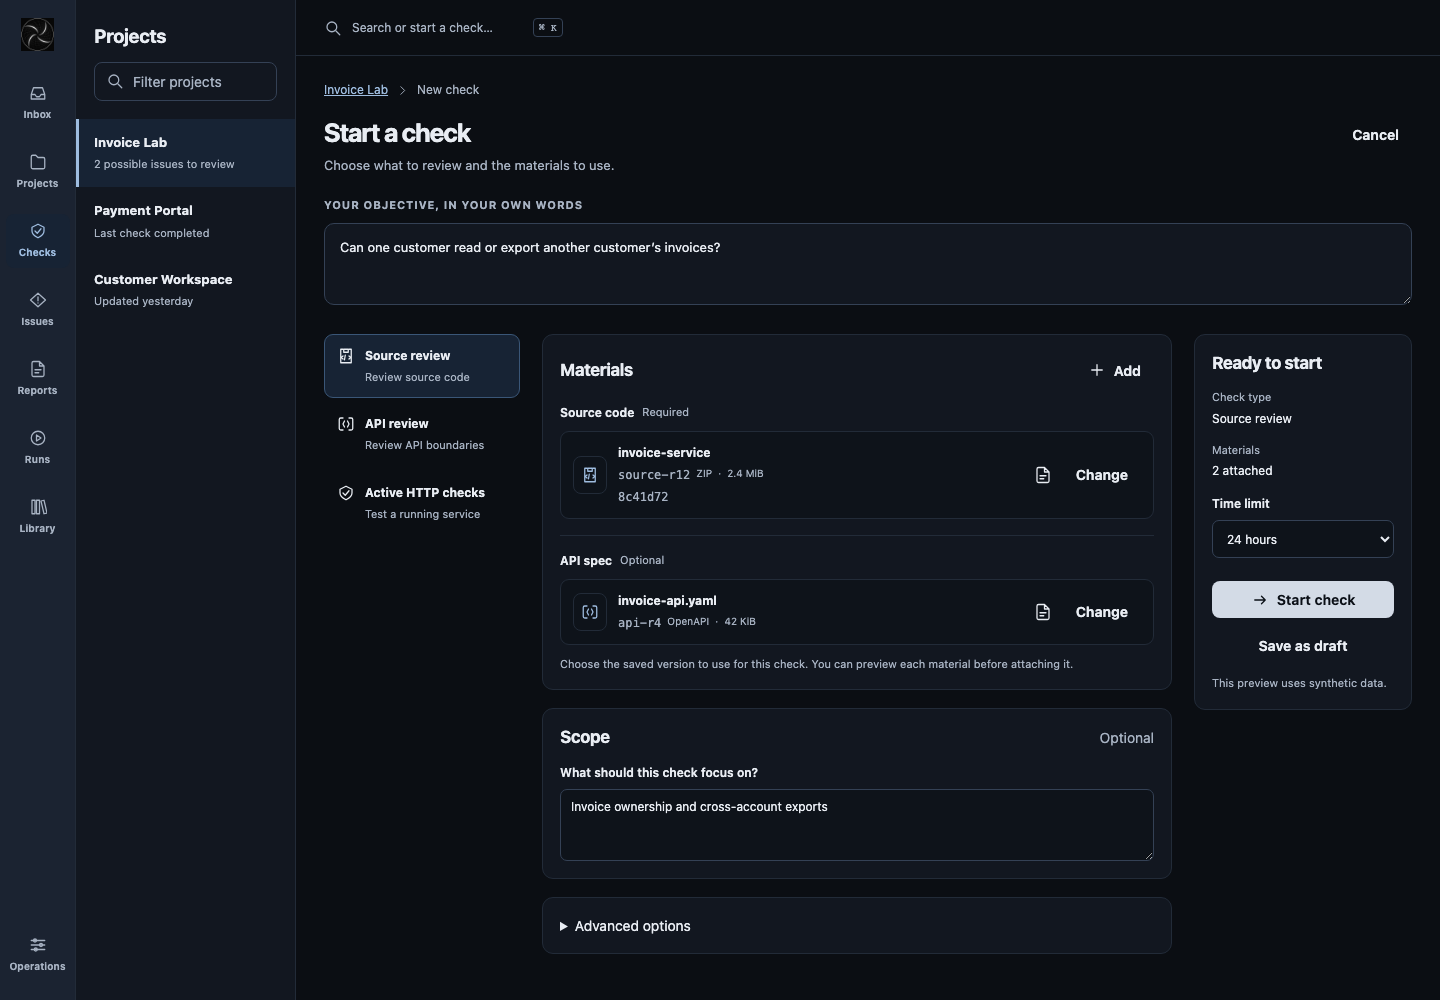 Inbox
Projects
Checks
Issues
Reports
Runs
Library
Operations
Projects
Filter projects
Invoice Lab
2 possible issues to review
Payment Portal
Last check completed
Customer Workspace
Updated yesterday
Search or start a check...
⌘ K
Invoice Lab > New check
Start a check
Cancel
Choose what to review and the materials to use.
YOUR OBJECTIVE, IN YOUR OWN WORDS
Can one customer read or export another customer's invoices?
Source review
Review source code
API review
Review API boundaries
Active HTTP checks
Test a running service
Materials
+ Add
Source code Required
invoice-service
source-r12 ZIP · 2.4 MiB
8c41d72
Change
API spec Optional
invoice-api.yaml
api-r4 OpenAPI · 42 KiB
Change
Choose the saved version to use for this check. You can preview each material before attaching it.
Scope
Optional
What should this check focus on?
Invoice ownership and cross-account exports
Advanced options
Ready to start
Check type
Source review
Materials
2 attached
Time limit
24 hours
Start check
Save as draft
This preview uses synthetic data.